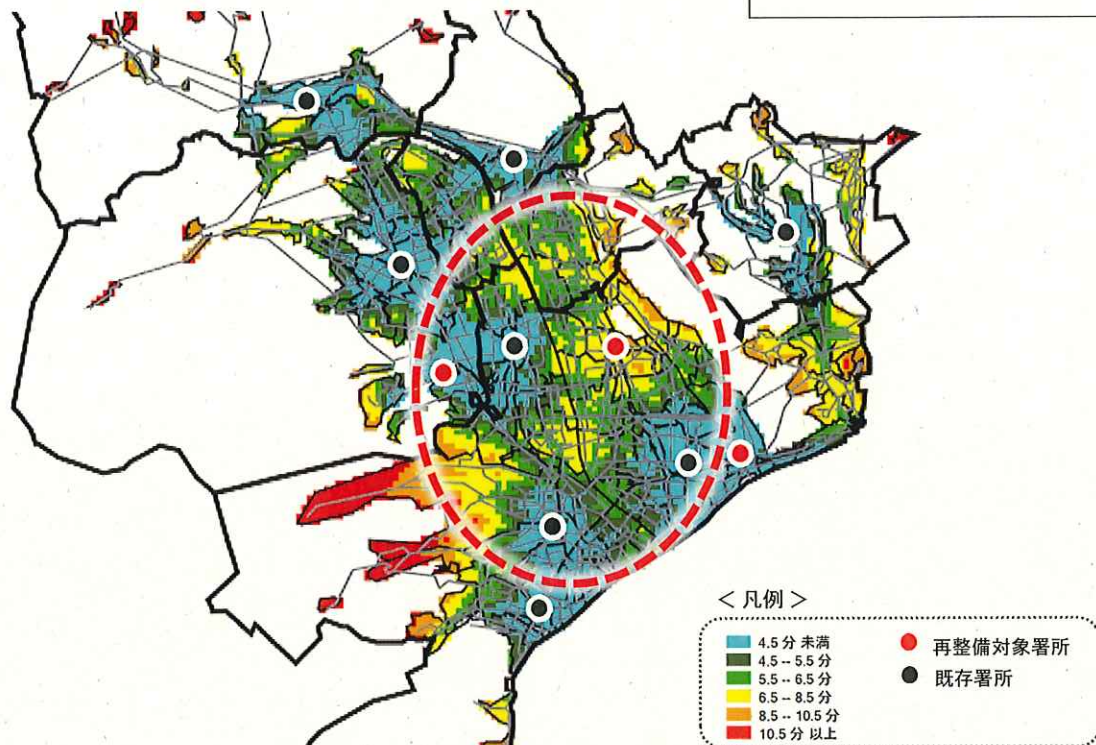 < 凡例 >
4.5 分 未満
4.5 -- 5.5 分
5.5 -- 6.5 分
6.5 -- 8.5 分
8.5 -- 10.5 分
10.5 分 以上
再整備対象署所
既存署所